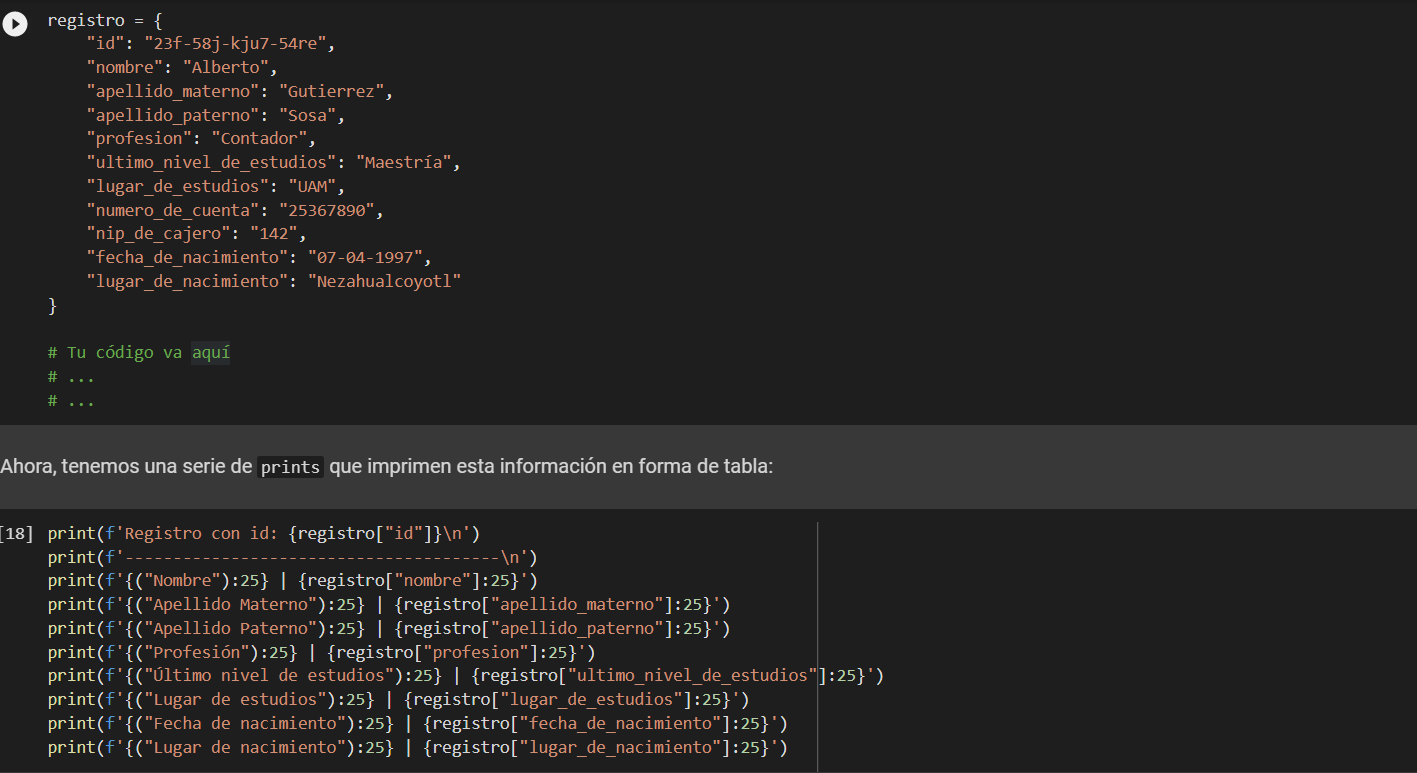 registro = {
    "id": "23f-58j-kju7-54re",
    "nombre": "Alberto",
    "apellido_materno": "Gutierrez",
    "apellido_paterno": "Sosa",
    "profesion": "Contador",
    "ultimo_nivel_de_estudios": "Maestría",
    "lugar_de_estudios": "UAM",
    "numero_de_cuenta": "25367890",
    "nip_de_cajero": "142",
    "fecha_de_nacimiento": "07-04-1997",
    "lugar_de_nacimiento": "Nezahualcoyotl"
}
# Tu código va aquí
# ...
# ...
Ahora, tenemos una serie de prints que imprimen esta información en forma de tabla:
[18] print(f'Registro con id: {registro["id"]}\n')
print(f'---------------------------------------\n')
print(f'{("Nombre"):25} | {registro["nombre"]:25}')
print(f'{("Apellido Materno"):25} | {registro["apellido_materno"]:25}')
print(f'{("Apellido Paterno"):25} | {registro["apellido_paterno"]:25}')
print(f'{("Profesión"):25} | {registro["profesion"]:25}')
print(f'{("Último nivel de estudios"):25} | {registro["ultimo_nivel_de_estudios"]:25}')
print(f'{("Lugar de estudios"):25} | {registro["lugar_de_estudios"]:25}')
print(f'{("Fecha de nacimiento"):25} | {registro["fecha_de_nacimiento"]:25}')
print(f'{("Lugar de nacimiento"):25} | {registro["lugar_de_nacimiento"]:25}')